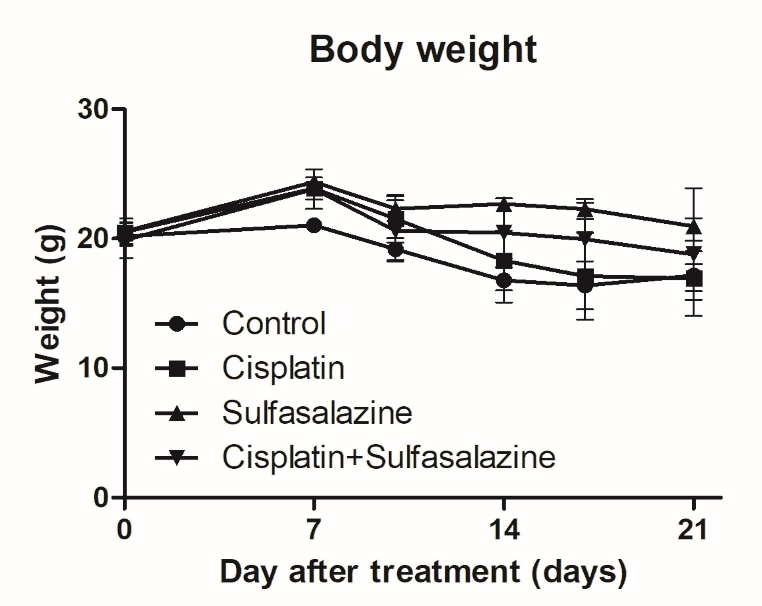 Body weight
30
20
10
0
Weight (g)
Control
Cisplatin
Sulfasalazine
Cisplatin+Sulfasalazine
0 7 14 21
Day after treatment (days)